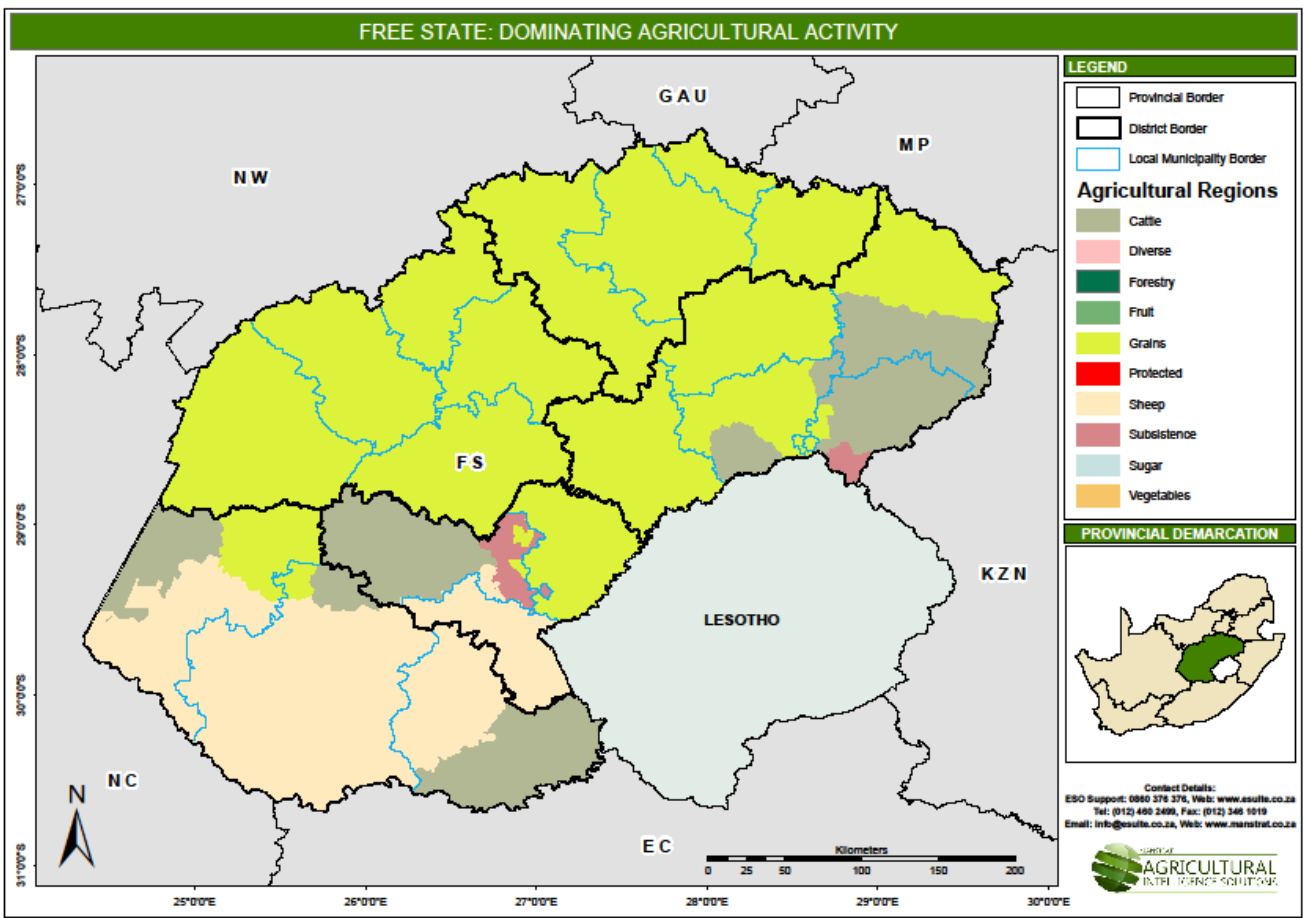 FREE STATE: DOMINATING AGRICULTURAL ACTIVITY
GAU
MP
NW
FS
KZN
LESOTHO
NC
EC
N
Kilometers
0 25 50 100 150 200
27°0'0"S
28°0'0"S
29°0'0"S
30°0'0"S
31°0'0"S
25°0'0"E
26°0'0"E
27°0'0"E
28°0'0"E
29°0'0"E
30°0'0"E
LEGEND
Provincial Border
District Border
Local Municipality Border
Agricultural Regions
Cattle
Diverse
Forestry
Fruit
Grains
Protected
Sheep
Subsistence
Sugar
Vegetables
PROVINCIAL DEMARCATION
Contact Details:
ESO Support: 0860 376 376, Web: www.esuite.co.za
Tel: (012) 460 2499, Fax: (012) 346 1019
Email: info@esuite.co.za, Web: www.manstrat.co.za
AGRICULTURAL
INTELLIGENCE SOLUTIONS